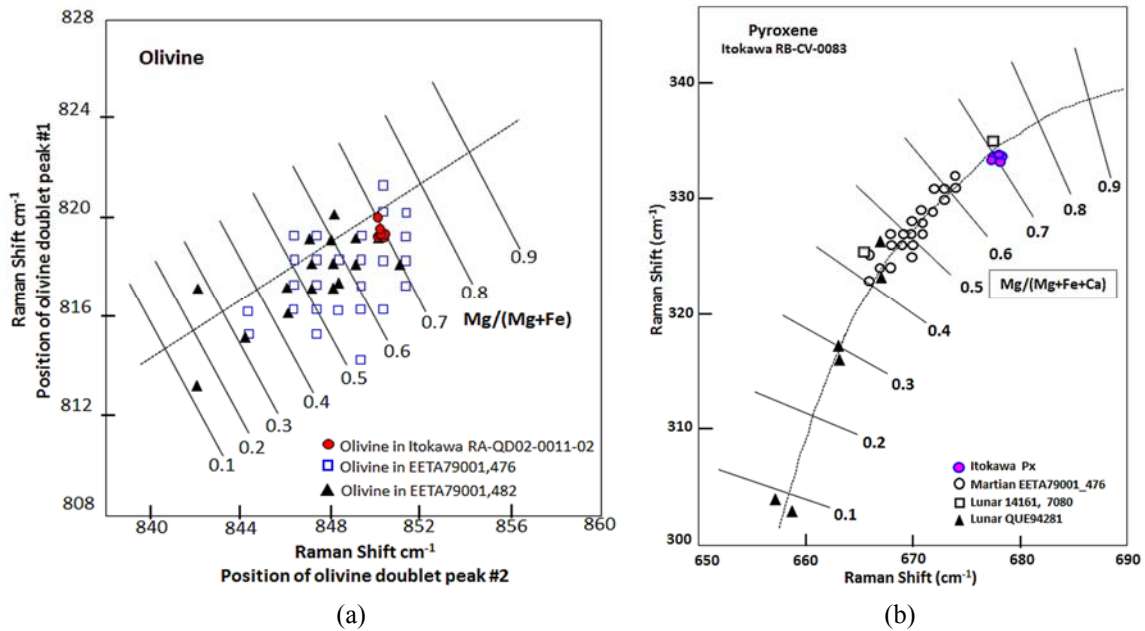 Olivine
828
824
820
816
812
808
Raman Shift cm-1
Position of olivine doublet peak #1
0.9
0.8
Mg/(Mg+Fe)
0.7
0.6
0.5
0.4
0.3
0.2
0.1
Olivine in Itokawa RA-QD02-0011-02
Olivine in EETA79001,476
Olivine in EETA79001,482
840
844
848
852
856
860
Raman Shift cm-1
Position of olivine doublet peak #2
(a)
Pyroxene
Itokawa RB-CV-0083
340
330
320
310
300
Raman Shift (cm-1)
0.9
0.8
0.7
0.6
0.5
Mg/(Mg+Fe+Ca)
0.4
0.3
0.2
0.1
Itokawa Px
Martian EETA79001_476
Lunar 14161, 7080
Lunar QUE94281
650
660
670
680
690
Raman Shift (cm-1)
(b)